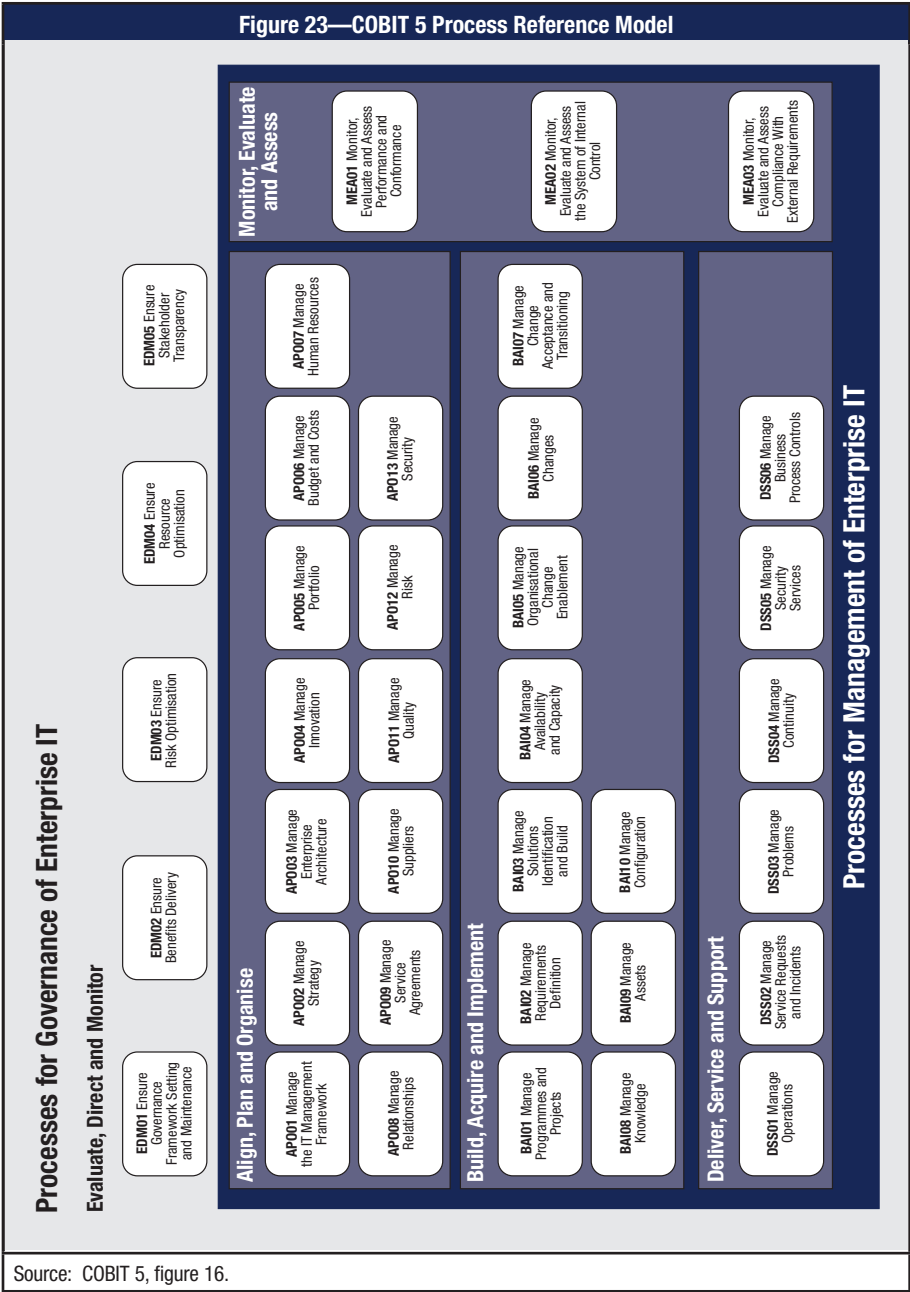 Figure 23—COBIT 5 Process Reference Model
Processes for Governance of Enterprise IT
Evaluate, Direct and Monitor
EDM01 Ensure
Governance
Framework Setting
and Maintenance
EDM02 Ensure
Benefits Delivery
EDM03 Ensure
Risk Optimisation
EDM04 Ensure
Resource
Optimisation
EDM05 Ensure
Stakeholder
Transparency
Align, Plan and Organise
APO01 Manage
the IT Management
Framework
APO02 Manage
Strategy
APO03 Manage
Enterprise
Architecture
APO04 Manage
Innovation
APO05 Manage
Portfolio
APO06 Manage
Budget and Costs
APO07 Manage
Human Resources
APO08 Manage
Relationships
APO09 Manage
Service
Agreements
APO10 Manage
Suppliers
APO11 Manage
Quality
APO12 Manage
Risk
APO13 Manage
Security
Build, Acquire and Implement
BAI01 Manage
Programmes and
Projects
BAI02 Manage
Requirements
Definition
BAI03 Manage
Solutions
Identification
and Build
BAI04 Manage
Availability
and Capacity
BAI05 Manage
Organisational
Change
Enablement
BAI06 Manage
Changes
BAI07 Manage
Change
Acceptance and
Transitioning
BAI08 Manage
Knowledge
BAI09 Manage
Assets
BAI10 Manage
Configuration
Deliver, Service and Support
DSS01 Manage
Operations
DSS02 Manage
Service Requests
and Incidents
DSS03 Manage
Problems
DSS04 Manage
Continuity
DSS05 Manage
Security
Services
DSS06 Manage
Business
Process Controls
Monitor, Evaluate
and Assess
MEA01 Monitor,
Evaluate and Assess
Performance and
Conformance
MEA02 Monitor,
Evaluate and Assess
the System of Internal
Control
MEA03 Monitor,
Evaluate and Assess
Compliance With
External Requirements
Processes for Management of Enterprise IT
Source: COBIT 5, figure 16.